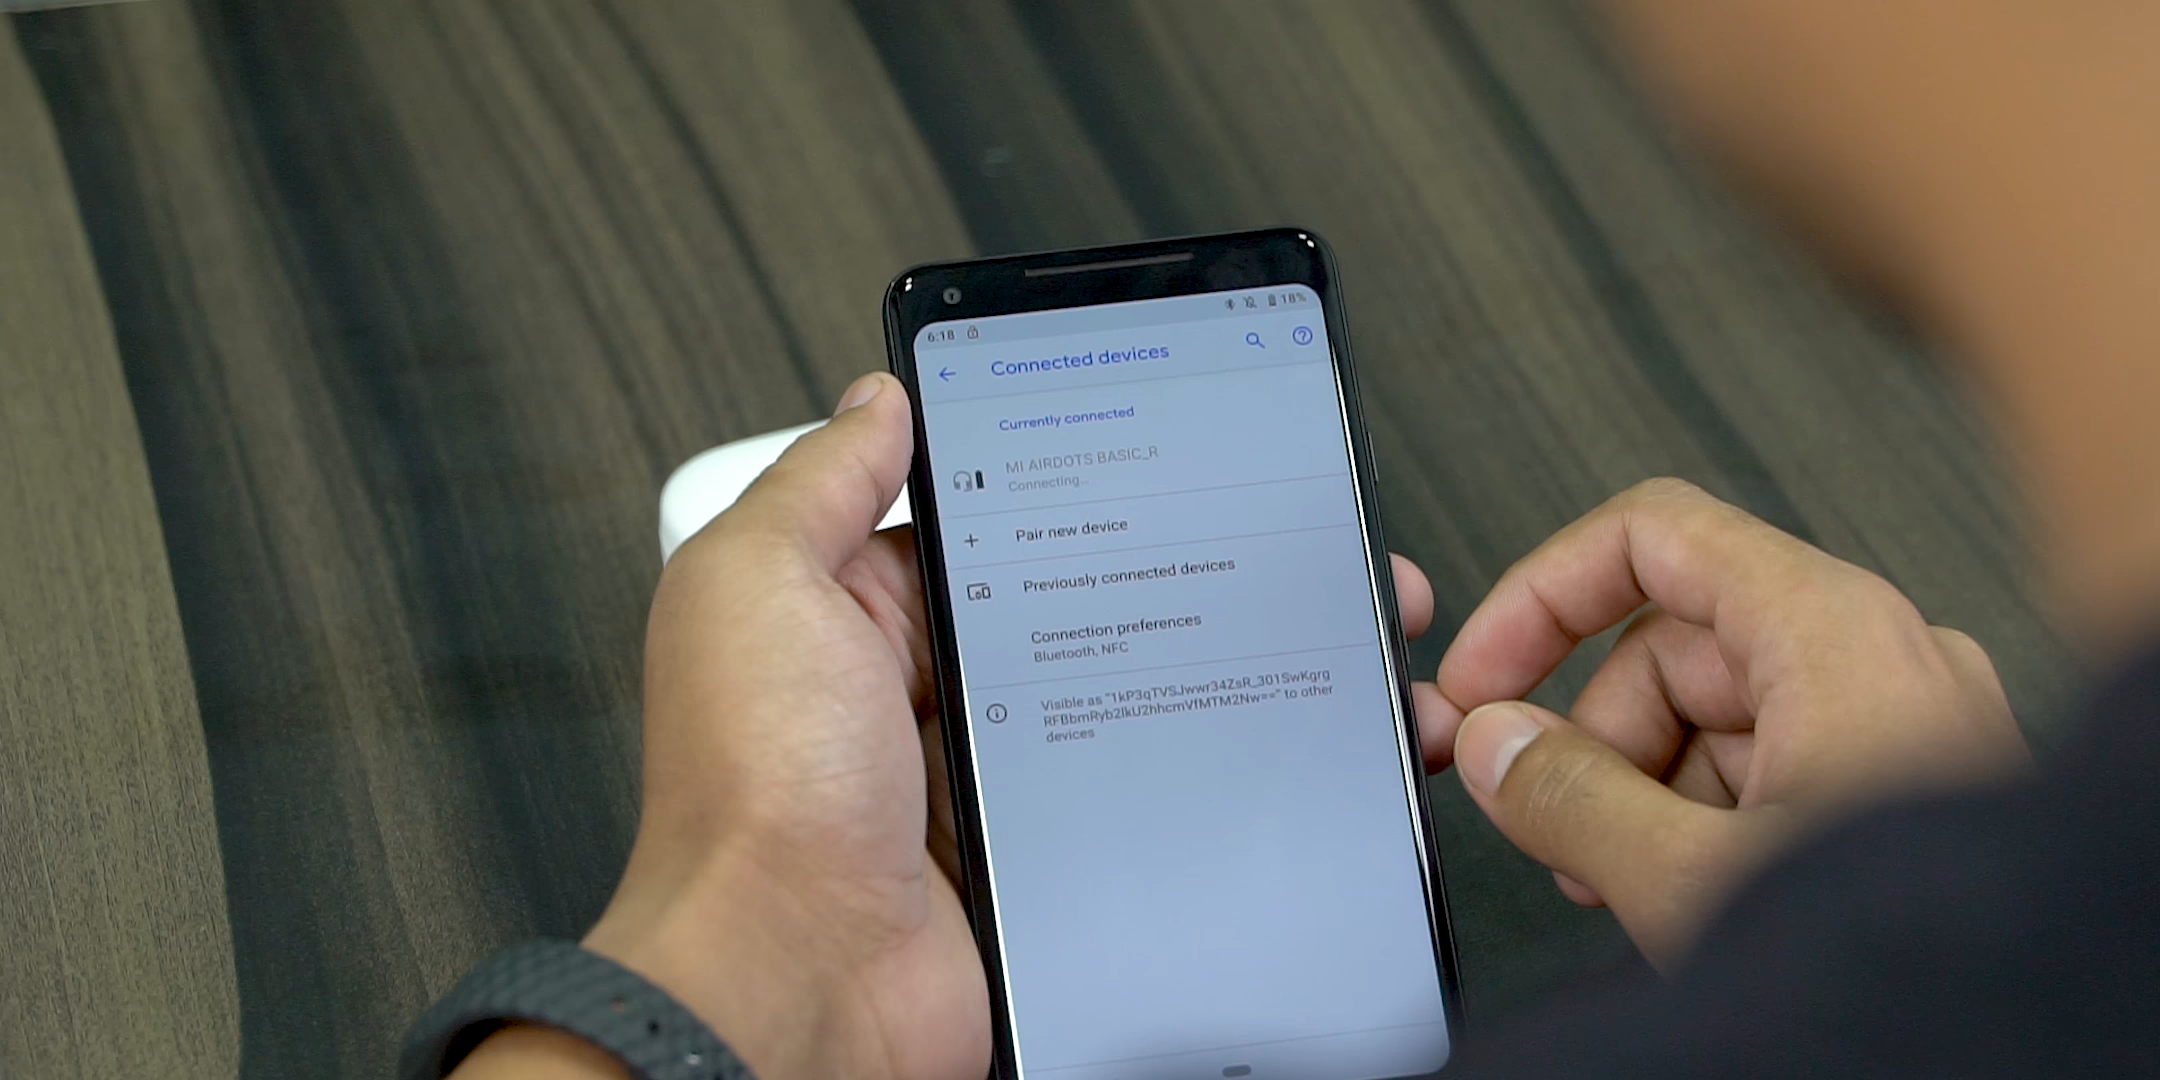 6:18
18%
Connected devices
Currently connected
MI AIRDOTS BASIC_R
Connecting...
Pair new device
Previously connected devices
Connection preferences
Bluetooth, NFC
Visible as "1kP3qTVSJwwr34ZsR_301SwKgrg
RFBbmRyb2lkU2hhcmVfMTM2Nw==" to other
devices